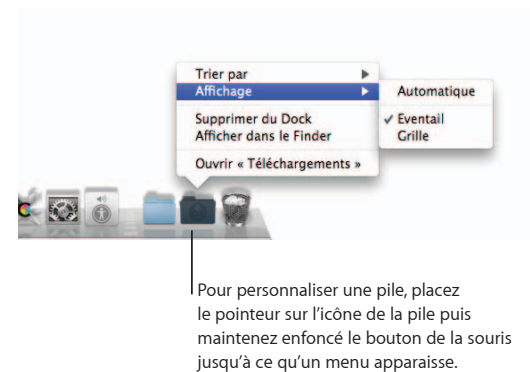 Trier par
Affichage
Supprimer du Dock
Afficher dans le Finder
Ouvrir « Téléchargements »
Automatique
Eventail
Grille
Pour personnaliser une pile, placez
le pointeur sur l’icône de la pile puis
maintenez enfoncé le bouton de la souris
jusqu’à ce qu’un menu apparaisse.